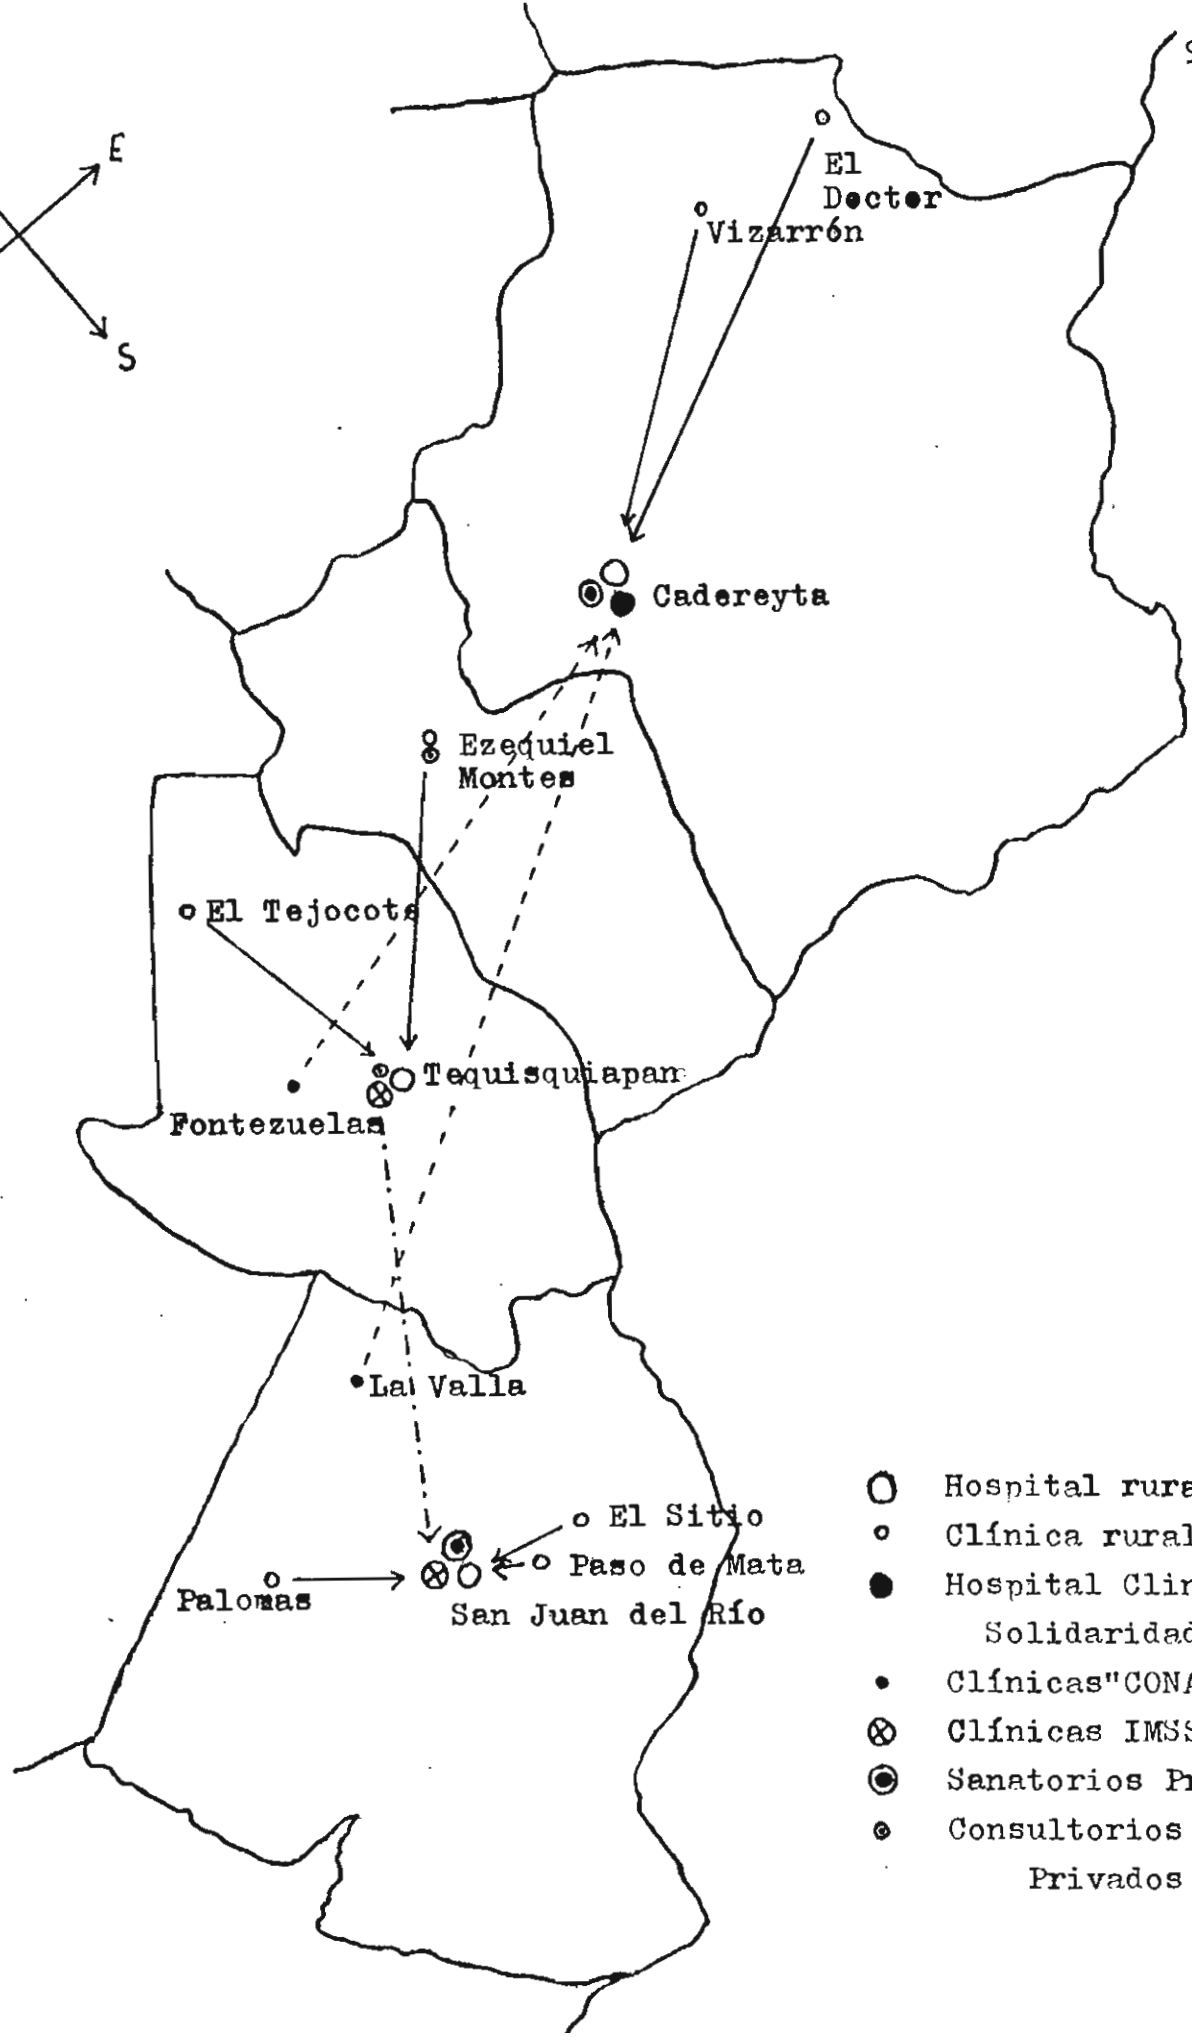 E
S
El
Doctor
Vizarrón
Cadereyta
Ezequiel
Montes
El Tejocote
Tequisquiapan
Fontezuelas
La Valla
El Sitio
Paso de Mata
Palomas
San Juan del Río
Hospital rura
Clínica rural
Hospital Clin
Solidaridad
Clínicas"CONA
Clínicas IMSS
Sanatorios Pr
Consultorios
Privados